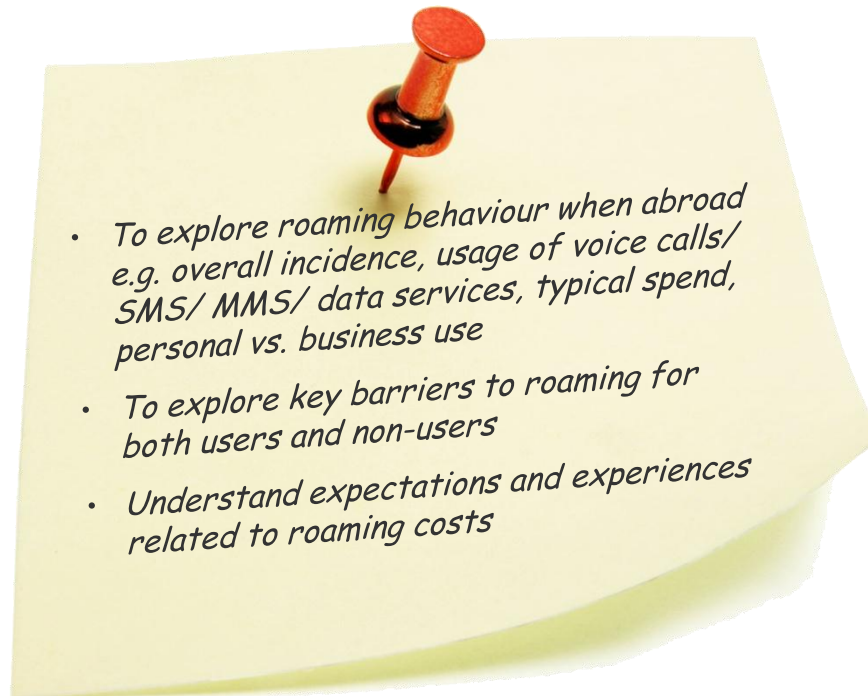 • To explore roaming behaviour when abroad
e.g. overall incidence, usage of voice calls/
SMS/ MMS/ data services, typical spend,
personal vs. business use
• To explore key barriers to roaming for
both users and non-users
• Understand expectations and experiences
related to roaming costs